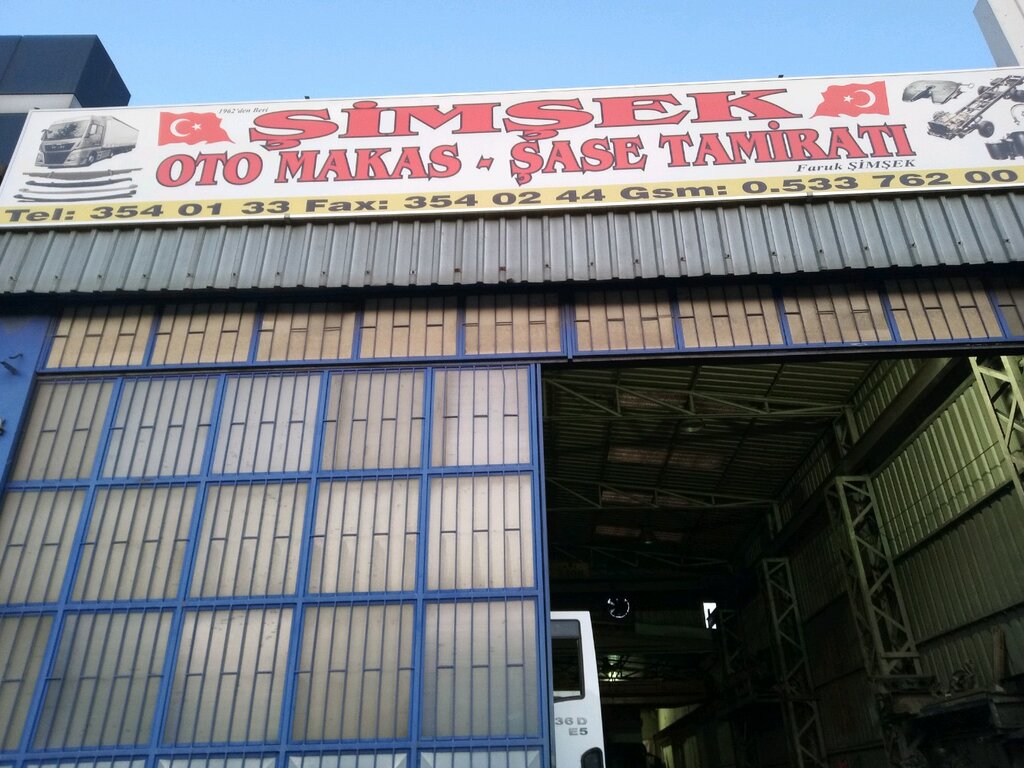 1962'den Beri
ŞİMŞEK
OTO MAKAS - ŞASE TAMİRATI
Faruk ŞİMŞEK
Tel: 354 01 33 Fax: 354 02 44 Gsm: 0.533 762 00
36 D
E5